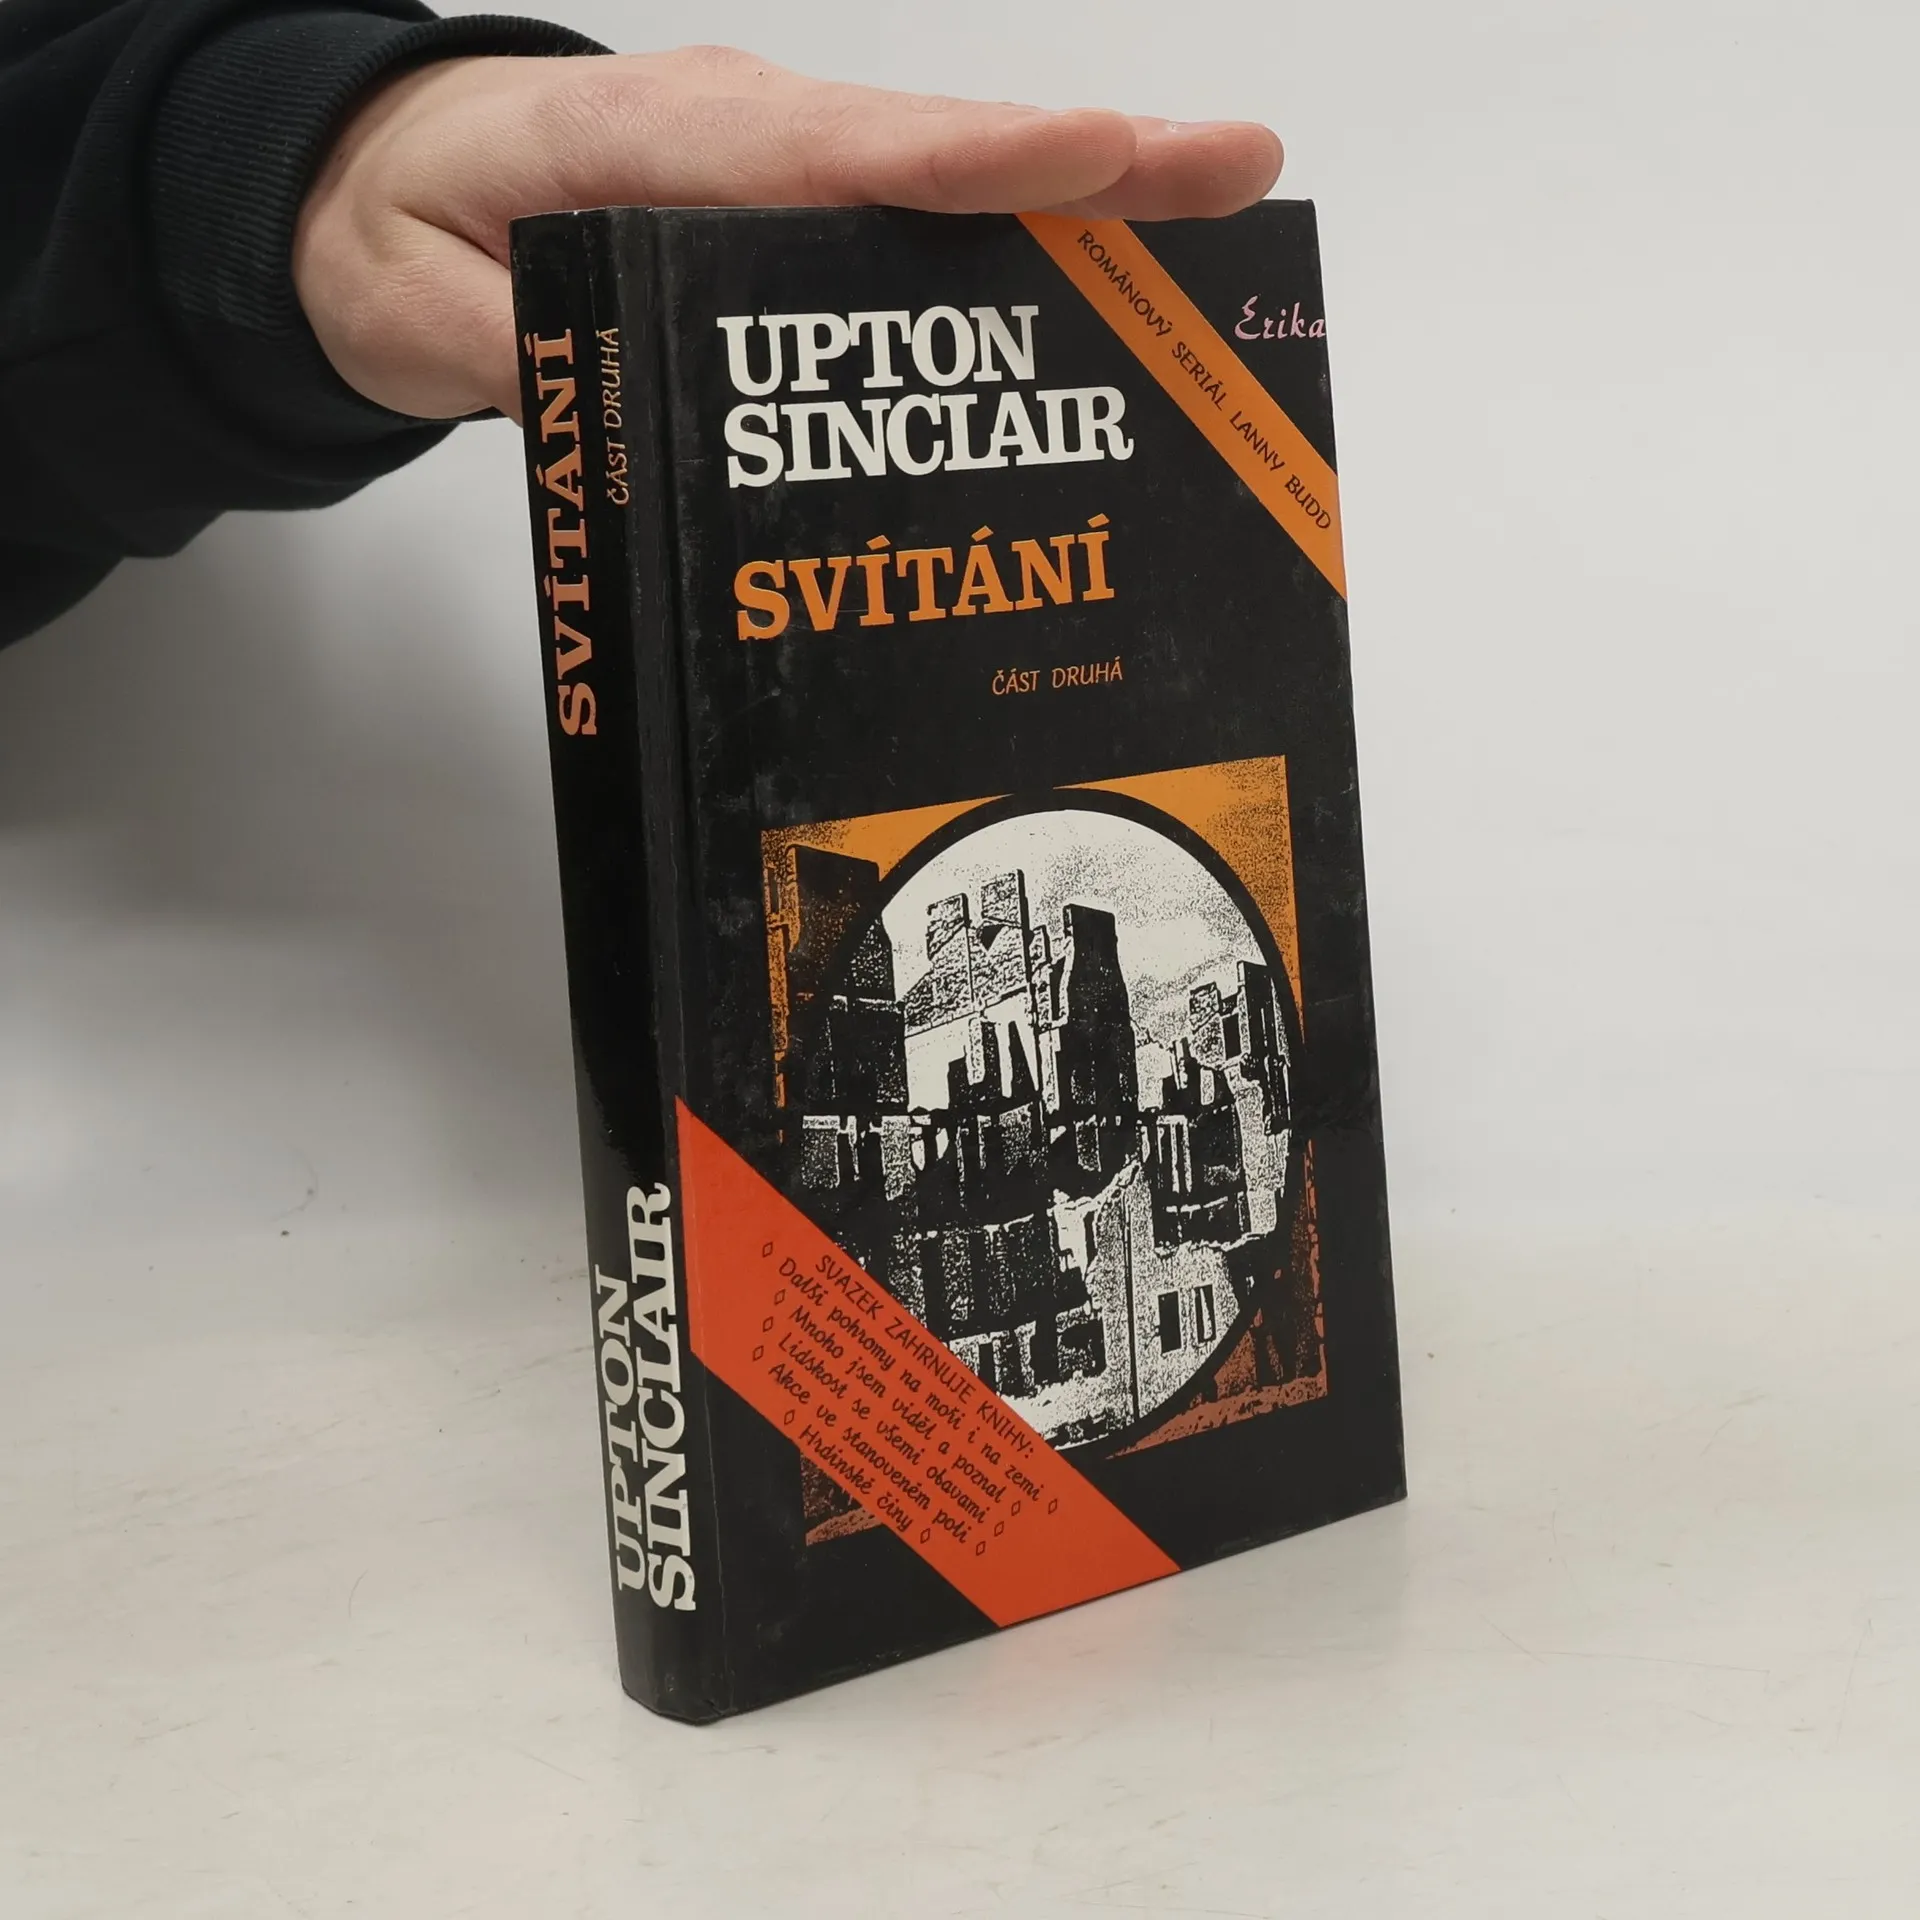 SVÍTÁNÍ
ČÁST DRUHÁ
UPTON
SINCLAIR
ROMÁNOVÝ SERIÁL LANNY BUDD
Erika
UPTON
SINCLAIR
SVÍTÁNÍ
ČÁST DRUHÁ
SVAZEK ZAHRNUJE KNIHY:
◊ Další pohromy na moři i na zemi ◊
◊ Mnoho jsem viděl a poznal ◊
◊ Lidskost se všemi obavami ◊
◊ Akce ve stanoveném poli ◊
◊ Hrdinské činy ◊